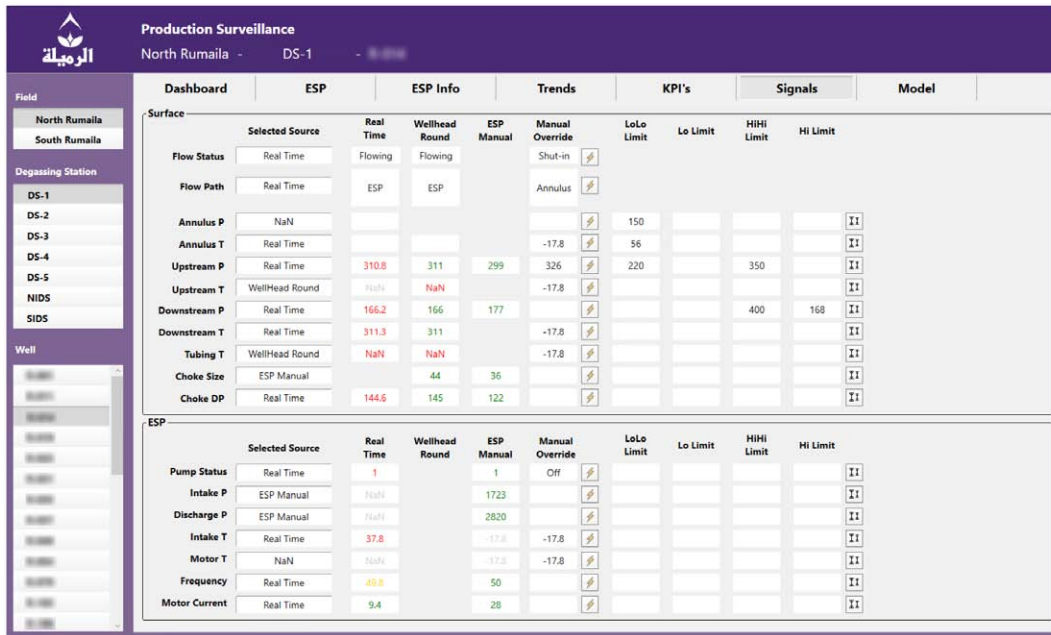 الرميلة
Production Surveillance
North Rumaila - DS-1 -
Field
North Rumaila
South Rumaila
Degassing Station
DS-1
DS-2
DS-3
DS-4
DS-5
NIDS
SIDS
Well
Dashboard ESP ESP Info Trends KPI's Signals Model
Surface
Selected Source Real Time Wellhead Round ESP Manual Manual Override LoLo Limit Lo Limit HiHi Limit Hi Limit
Flow Status Real Time Flowing Flowing Shut-in
Flow Path Real Time ESP ESP Annulus
Annulus P NaN 150
Annulus T Real Time -17.8 56
Upstream P Real Time 310.8 311 299 326 220 350
Upstream T WellHead Round NaN NaN -17.8
Downstream P Real Time 166.2 166 177 400 168
Downstream T Real Time 311.3 311 -17.8
Tubing T WellHead Round NaN NaN -17.8
Choke Size ESP Manual 44 36
Choke DP Real Time 144.6 145 122
ESP
Selected Source Real Time Wellhead Round ESP Manual Manual Override LoLo Limit Lo Limit HiHi Limit Hi Limit
Pump Status Real Time 1 1 Off
Intake P ESP Manual NaN 1723
Discharge P ESP Manual NaN 2820
Intake T Real Time 37.8 -17.8 -17.8
Motor T NaN NaN -17.8 -17.8
Frequency Real Time 49.8 50
Motor Current Real Time 9.4 28